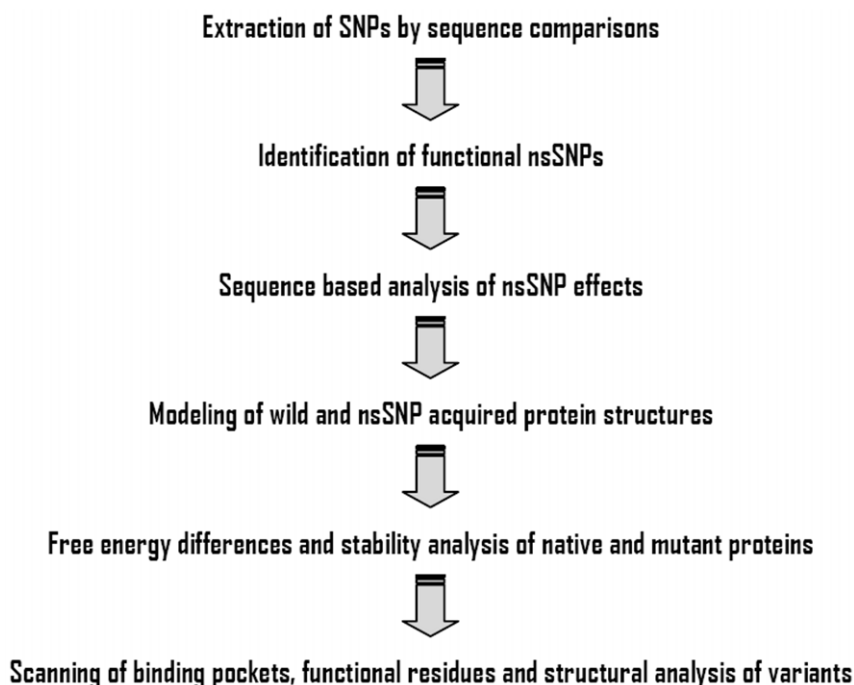 Extraction of SNPs by sequence comparisons
Identification of functional nsSNPs
Sequence based analysis of nsSNP effects
Modeling of wild and nsSNP acquired protein structures
Free energy differences and stability analysis of native and mutant proteins
Scanning of binding pockets, functional residues and structural analysis of variants